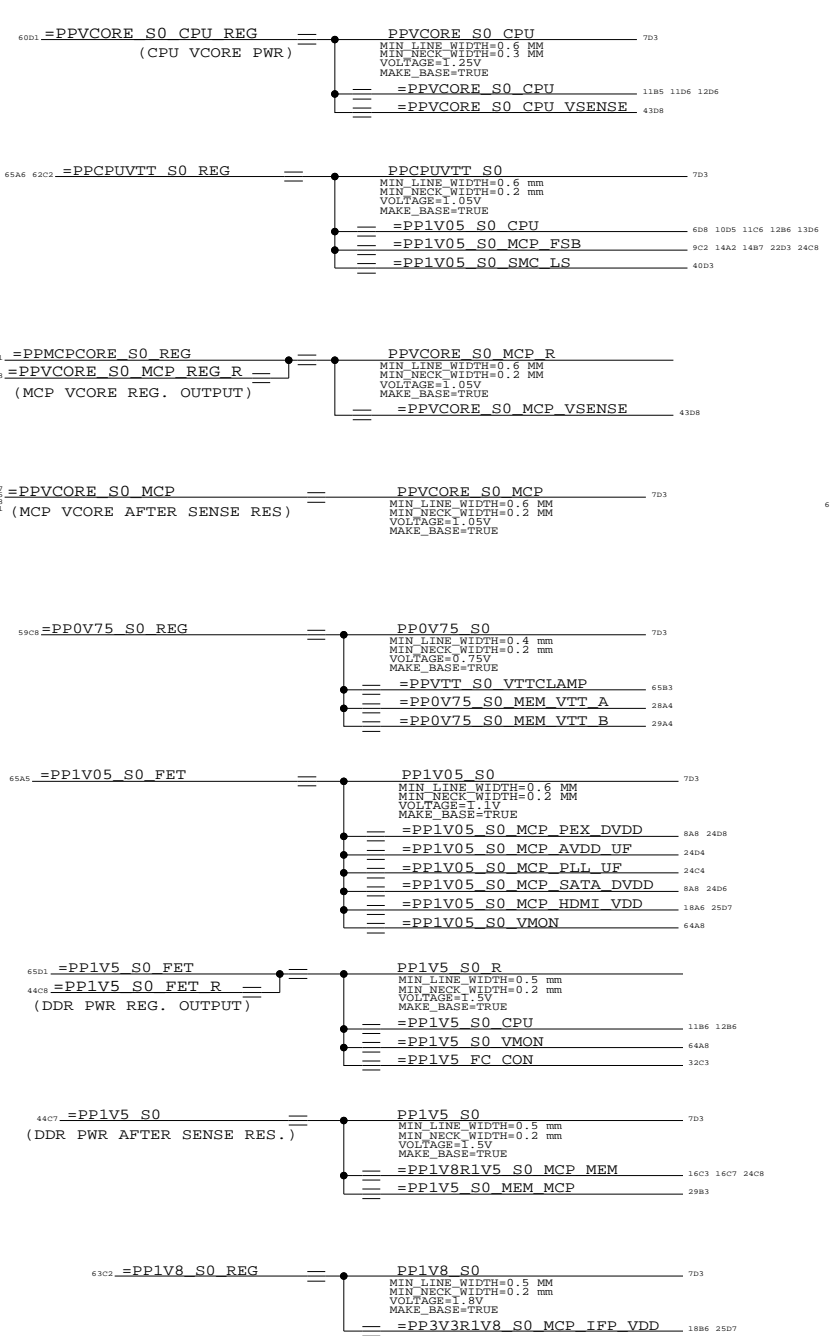 60D1 =PPVCORE_S0_CPU_REG PPVCORE_S0_CPU 7D3
(CPU VCORE PWR) MIN_LINE_WIDTH=0.6 MM
MIN_NECK_WIDTH=0.3 MM
VOLTAGE=1.25V
MAKE_BASE=TRUE
=PPVCORE_S0_CPU 11B5 11D6 12D6
=PPVCORE_S0_CPU_VSENSE 43D8
65A6 62C2 =PPCPUVTT_S0_REG PPCPUVTT_S0 7D3
MIN_LINE_WIDTH=0.6 mm
MIN_NECK_WIDTH=0.2 mm
VOLTAGE=1.05V
MAKE_BASE=TRUE
=PP1V05_S0_CPU 6D8 10D5 11C6 12B6 13D6
=PP1V05_S0_MCP_FSB 9C2 14A2 14B7 22D3 24C8
=PP1V05_S0_SMC_LS 40D3
=PPMCPCORE_S0_REG PPVCORE_S0_MCP_R
=PPVCORE_S0_MCP_REG_R MIN_LINE_WIDTH=0.6 MM
MIN_NECK_WIDTH=0.2 MM
(MCP VCORE REG. OUTPUT) VOLTAGE=1.05V
MAKE_BASE=TRUE
=PPVCORE_S0_MCP_VSENSE 43D8
=PPVCORE_S0_MCP PPVCORE_S0_MCP 7D3
(MCP VCORE AFTER SENSE RES) MIN_LINE_WIDTH=0.6 MM 6
MIN_NECK_WIDTH=0.2 MM
VOLTAGE=1.05V
MAKE_BASE=TRUE
59C8 =PP0V75_S0_REG PP0V75_S0 7D3
MIN_LINE_WIDTH=0.4 mm
MIN_NECK_WIDTH=0.2 mm
VOLTAGE=0.75V
MAKE_BASE=TRUE
=PPVTT_S0_VTTCLAMP 65B3
=PP0V75_S0_MEM_VTT_A 28A4
=PP0V75_S0_MEM_VTT_B 29A4
65A5 =PP1V05_S0_FET PP1V05_S0 7D3
MIN_LINE_WIDTH=0.6 MM
MIN_NECK_WIDTH=0.2 MM
VOLTAGE=1.1V
MAKE_BASE=TRUE
=PP1V05_S0_MCP_PEX_DVDD 8A8 24D8
=PP1V05_S0_MCP_AVDD_UF 24D4
=PP1V05_S0_MCP_PLL_UF 24C4
=PP1V05_S0_MCP_SATA_DVDD 8A8 24D6
=PP1V05_S0_MCP_HDMI_VDD 18A6 25D7
=PP1V05_S0_VMON 64A8
65D1 =PP1V5_S0_FET PP1V5_S0_R
44C8 =PP1V5_S0_FET_R MIN_LINE_WIDTH=0.5 mm
MIN_NECK_WIDTH=0.2 mm
(DDR PWR REG. OUTPUT) VOLTAGE=1.5V
MAKE_BASE=TRUE
=PP1V5_S0_CPU 11B6 12B6
=PP1V5_S0_VMON 64A8
=PP1V5_FC_CON 32C3
44C7 =PP1V5_S0 PP1V5_S0 7D3
(DDR PWR AFTER SENSE RES.) MIN_LINE_WIDTH=0.5 mm
MIN_NECK_WIDTH=0.2 mm
VOLTAGE=1.5V
MAKE_BASE=TRUE
=PP1V8R1V5_S0_MCP_MEM 16C3 16C7 24C8
=PP1V5_S0_MEM_MCP 29B3
63C2 =PP1V8_S0_REG PP1V8_S0 7D3
MIN_LINE_WIDTH=0.5 MM
MIN_NECK_WIDTH=0.2 mm
VOLTAGE=1.8V
MAKE_BASE=TRUE
=PP3V3R1V8_S0_MCP_IFP_VDD 18B6 25D7